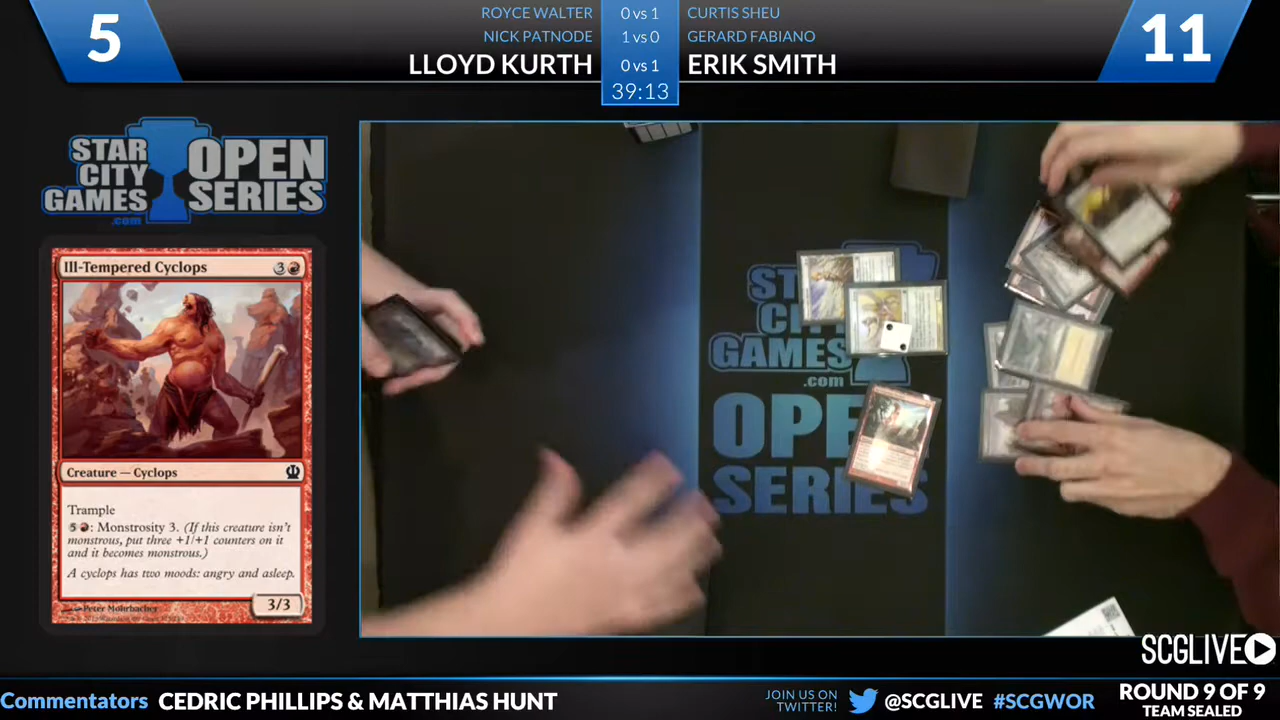 5
ROYCE WALTER 0 vs 1 CURTIS SHEU
NICK PATNODE 1 vs 0 GERARD FABIANO
LLOYD KURTH 0 vs 1 ERIK SMITH
39:13
11
STAR
CITY
GAMES
.com
OPEN
SERIES
Ill-Tempered Cyclops 3
Creature — Cyclops
Trample
5: Monstrosity 3. (If this creature isn't
monstrous, put three +1/+1 counters on it
and it becomes monstrous.)
A cyclops has two moods: angry and asleep.
Peter Mohrbacher
3/3
GAMES
.com
OPE
SERIES
SCGLIVE
Commentators CEDRIC PHILLIPS & MATTHIAS HUNT
JOIN US ON
TWITTER!
@SCGLIVE #SCGWOR
ROUND 9 OF 9
TEAM SEALED